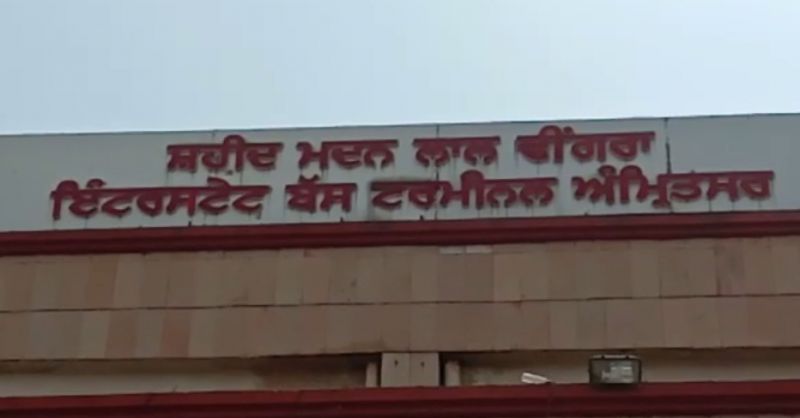 ਸ਼ਹੀਦ ਮਦਨ ਲਾਲ ਢੀਂਗਰਾ
ਇੰਟਰਸਟੇਟ ਬੱਸ ਟਰਮੀਨਲ ਅੰਮ੍ਰਿਤਸਰ